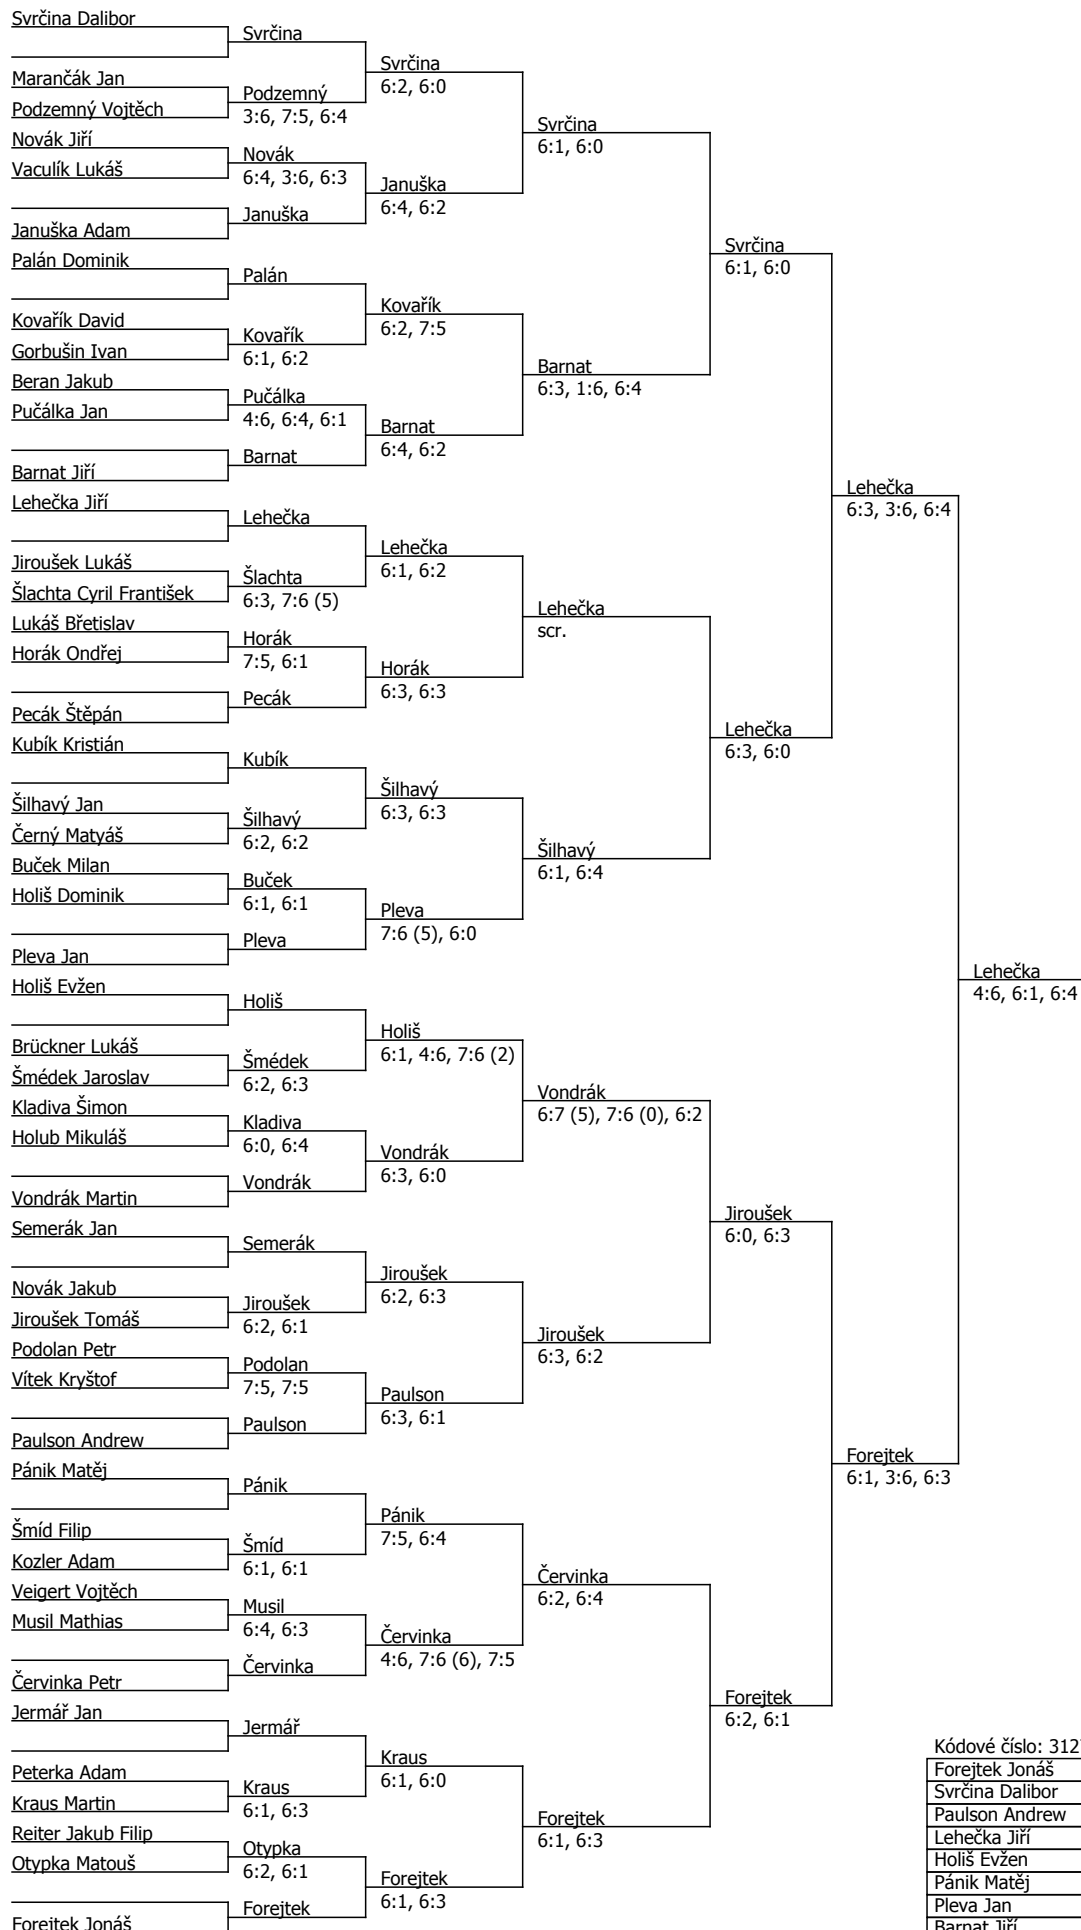 Svrčina Dalibor
Marančák Jan
Podzemný Vojtěch
Novák Jiří
Vaculík Lukáš
Januška Adam
Palán Dominik
Kovařík David
Gorbušin Ivan
Beran Jakub
Pučálka Jan
Barnat Jiří
Lehečka Jiří
Jiroušek Lukáš
Šlachta Cyril František
Lukáš Břetislav
Horák Ondřej
Pecák Štěpán
Kubík Kristián
Šilhavý Jan
Černý Matyáš
Buček Milan
Holiš Dominik
Pleva Jan
Holiš Evžen
Brückner Lukáš
Šmédek Jaroslav
Kladiva Šimon
Holub Mikuláš
Vondrák Martin
Semerák Jan
Novák Jakub
Jiroušek Tomáš
Podolan Petr
Vítek Kryštof
Paulson Andrew
Pánik Matěj
Šmíd Filip
Kozler Adam
Veigert Vojtěch
Musil Mathias
Červinka Petr
Jermář Jan
Peterka Adam
Kraus Martin
Reiter Jakub Filip
Otypka Matouš
Forejtek Jonáš
Svrčina
Podzemný
3:6, 7:5, 6:4
Novák
6:4, 3:6, 6:3
Januška
Palán
Kovařík
6:1, 6:2
Pučálka
4:6, 6:4, 6:1
Barnat
Lehečka
Šlachta
6:3, 7:6 (5)
Horák
7:5, 6:1
Pecák
Kubík
Šilhavý
6:2, 6:2
Buček
6:1, 6:1
Pleva
Holiš
Šmédek
6:2, 6:3
Kladiva
6:0, 6:4
Vondrák
Semerák
Jiroušek
6:2, 6:1
Podolan
7:5, 7:5
Paulson
Pánik
Šmíd
6:1, 6:1
Musil
6:4, 6:3
Červinka
Jermář
Kraus
6:1, 6:3
Otypka
6:2, 6:1
Forejtek
Svrčina
6:2, 6:0
Januška
6:4, 6:2
Kovařík
6:2, 7:5
Barnat
6:4, 6:2
Lehečka
6:1, 6:2
Horák
6:3, 6:3
Šilhavý
6:3, 6:3
Pleva
7:6 (5), 6:0
Holiš
6:1, 4:6, 7:6 (2)
Vondrák
6:3, 6:0
Jiroušek
6:2, 6:3
Paulson
6:3, 6:1
Pánik
7:5, 6:4
Červinka
4:6, 7:6 (6), 7:5
Kraus
6:1, 6:0
Forejtek
6:1, 6:3
Svrčina
6:1, 6:0
Barnat
6:3, 1:6, 6:4
Lehečka
scr.
Šilhavý
6:1, 6:4
Vondrák
6:7 (5), 7:6 (0), 6:2
Jiroušek
6:3, 6:2
Červinka
6:2, 6:4
Forejtek
6:1, 6:3
Svrčina
6:1, 6:0
Lehečka
6:3, 6:0
Jiroušek
6:0, 6:3
Forejtek
6:2, 6:1
Lehečka
6:3, 3:6, 6:4
Forejtek
6:1, 3:6, 6:3
Lehečka
4:6, 6:1, 6:4
Kódové číslo: 312
Forejtek Jonáš
Svrčina Dalibor
Paulson Andrew
Lehečka Jiří
Holiš Evžen
Pánik Matěj
Pleva Jan
Barnat Jiří